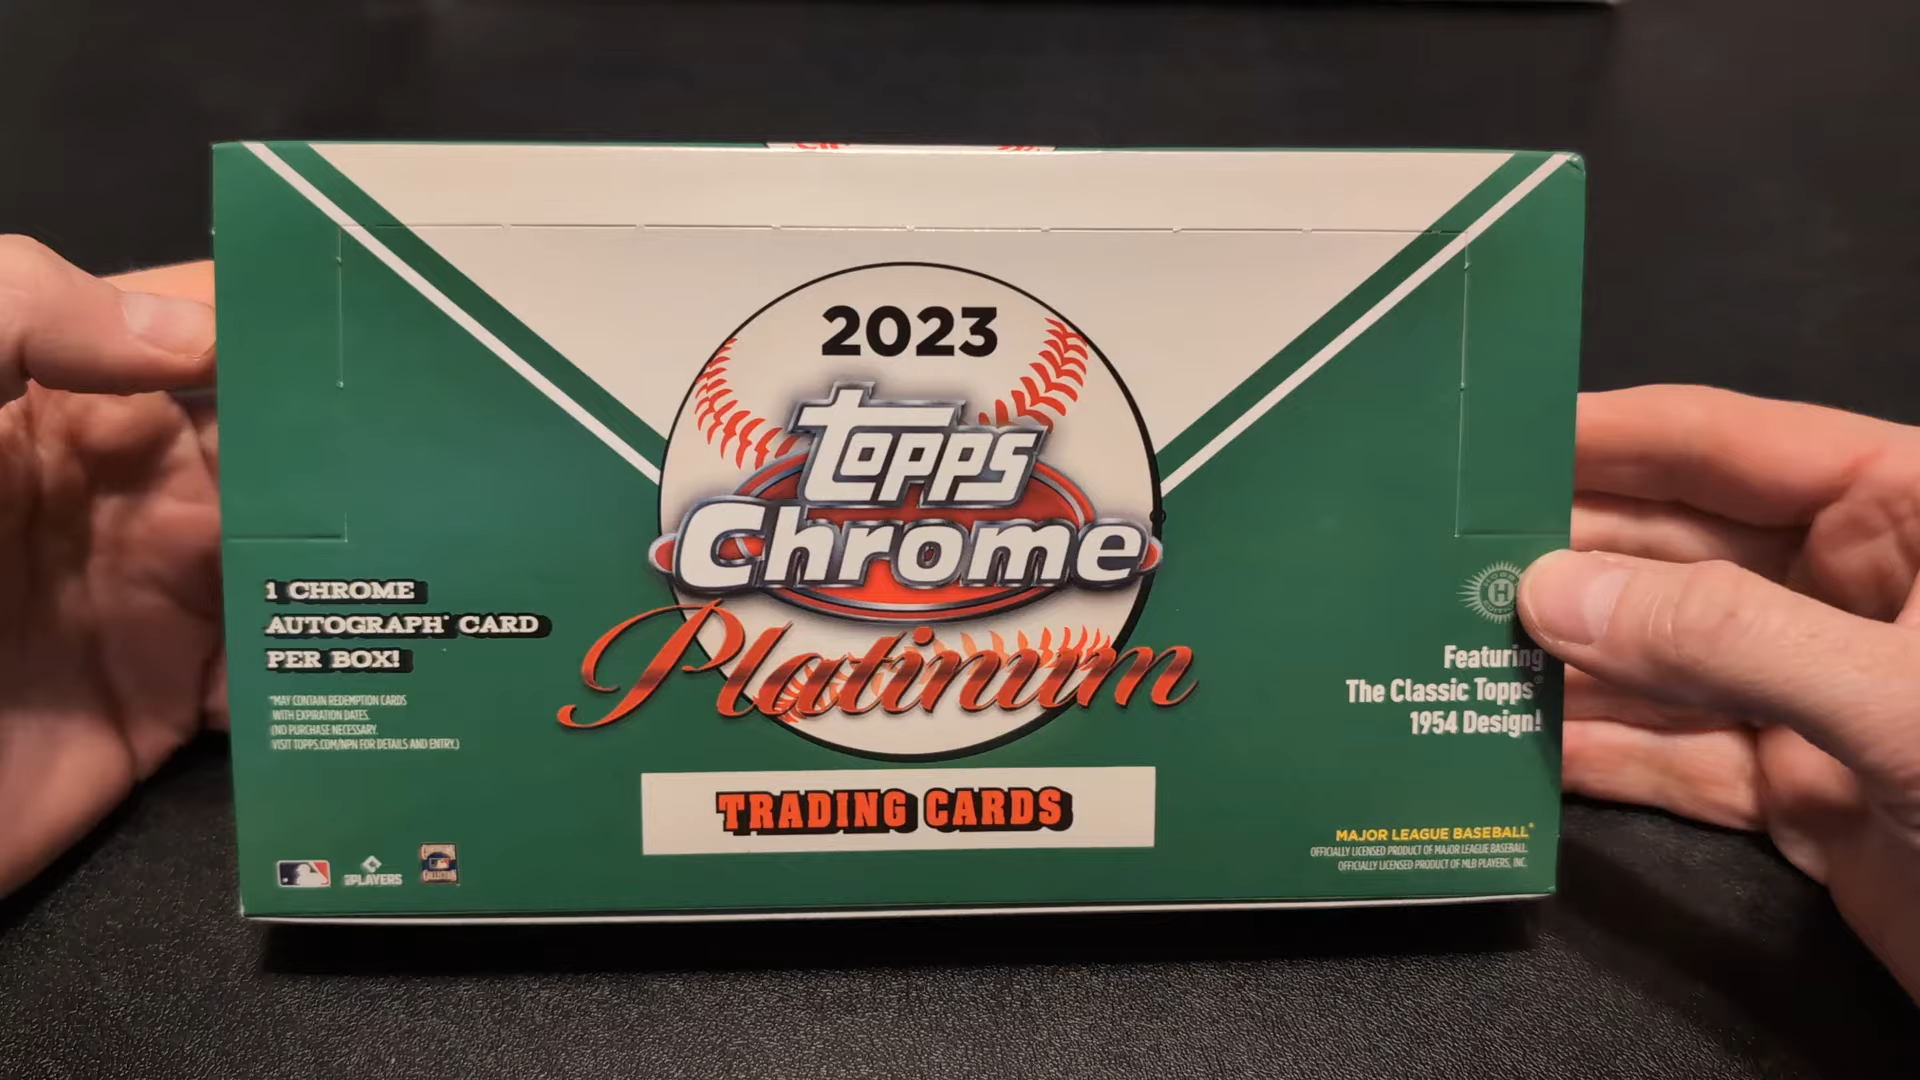 2023
topps
Chrome
Platinum
TRADING CARDS
1 CHROME
AUTOGRAPH* CARD
PER BOX!
*MAY CONTAIN REDEMPTION CARDS
WITH EXPIRATION DATES.
(NO PURCHASE NECESSARY.
VISIT TOPPS.COM/NPN FOR DETAILS AND ENTRY.)
PLAYERS
H
Featuring
The Classic Topps®
1954 Design!
MAJOR LEAGUE BASEBALL®
OFFICIALLY LICENSED PRODUCT OF MAJOR LEAGUE BASEBALL.
OFFICIALLY LICENSED PRODUCT OF MLB PLAYERS, INC.